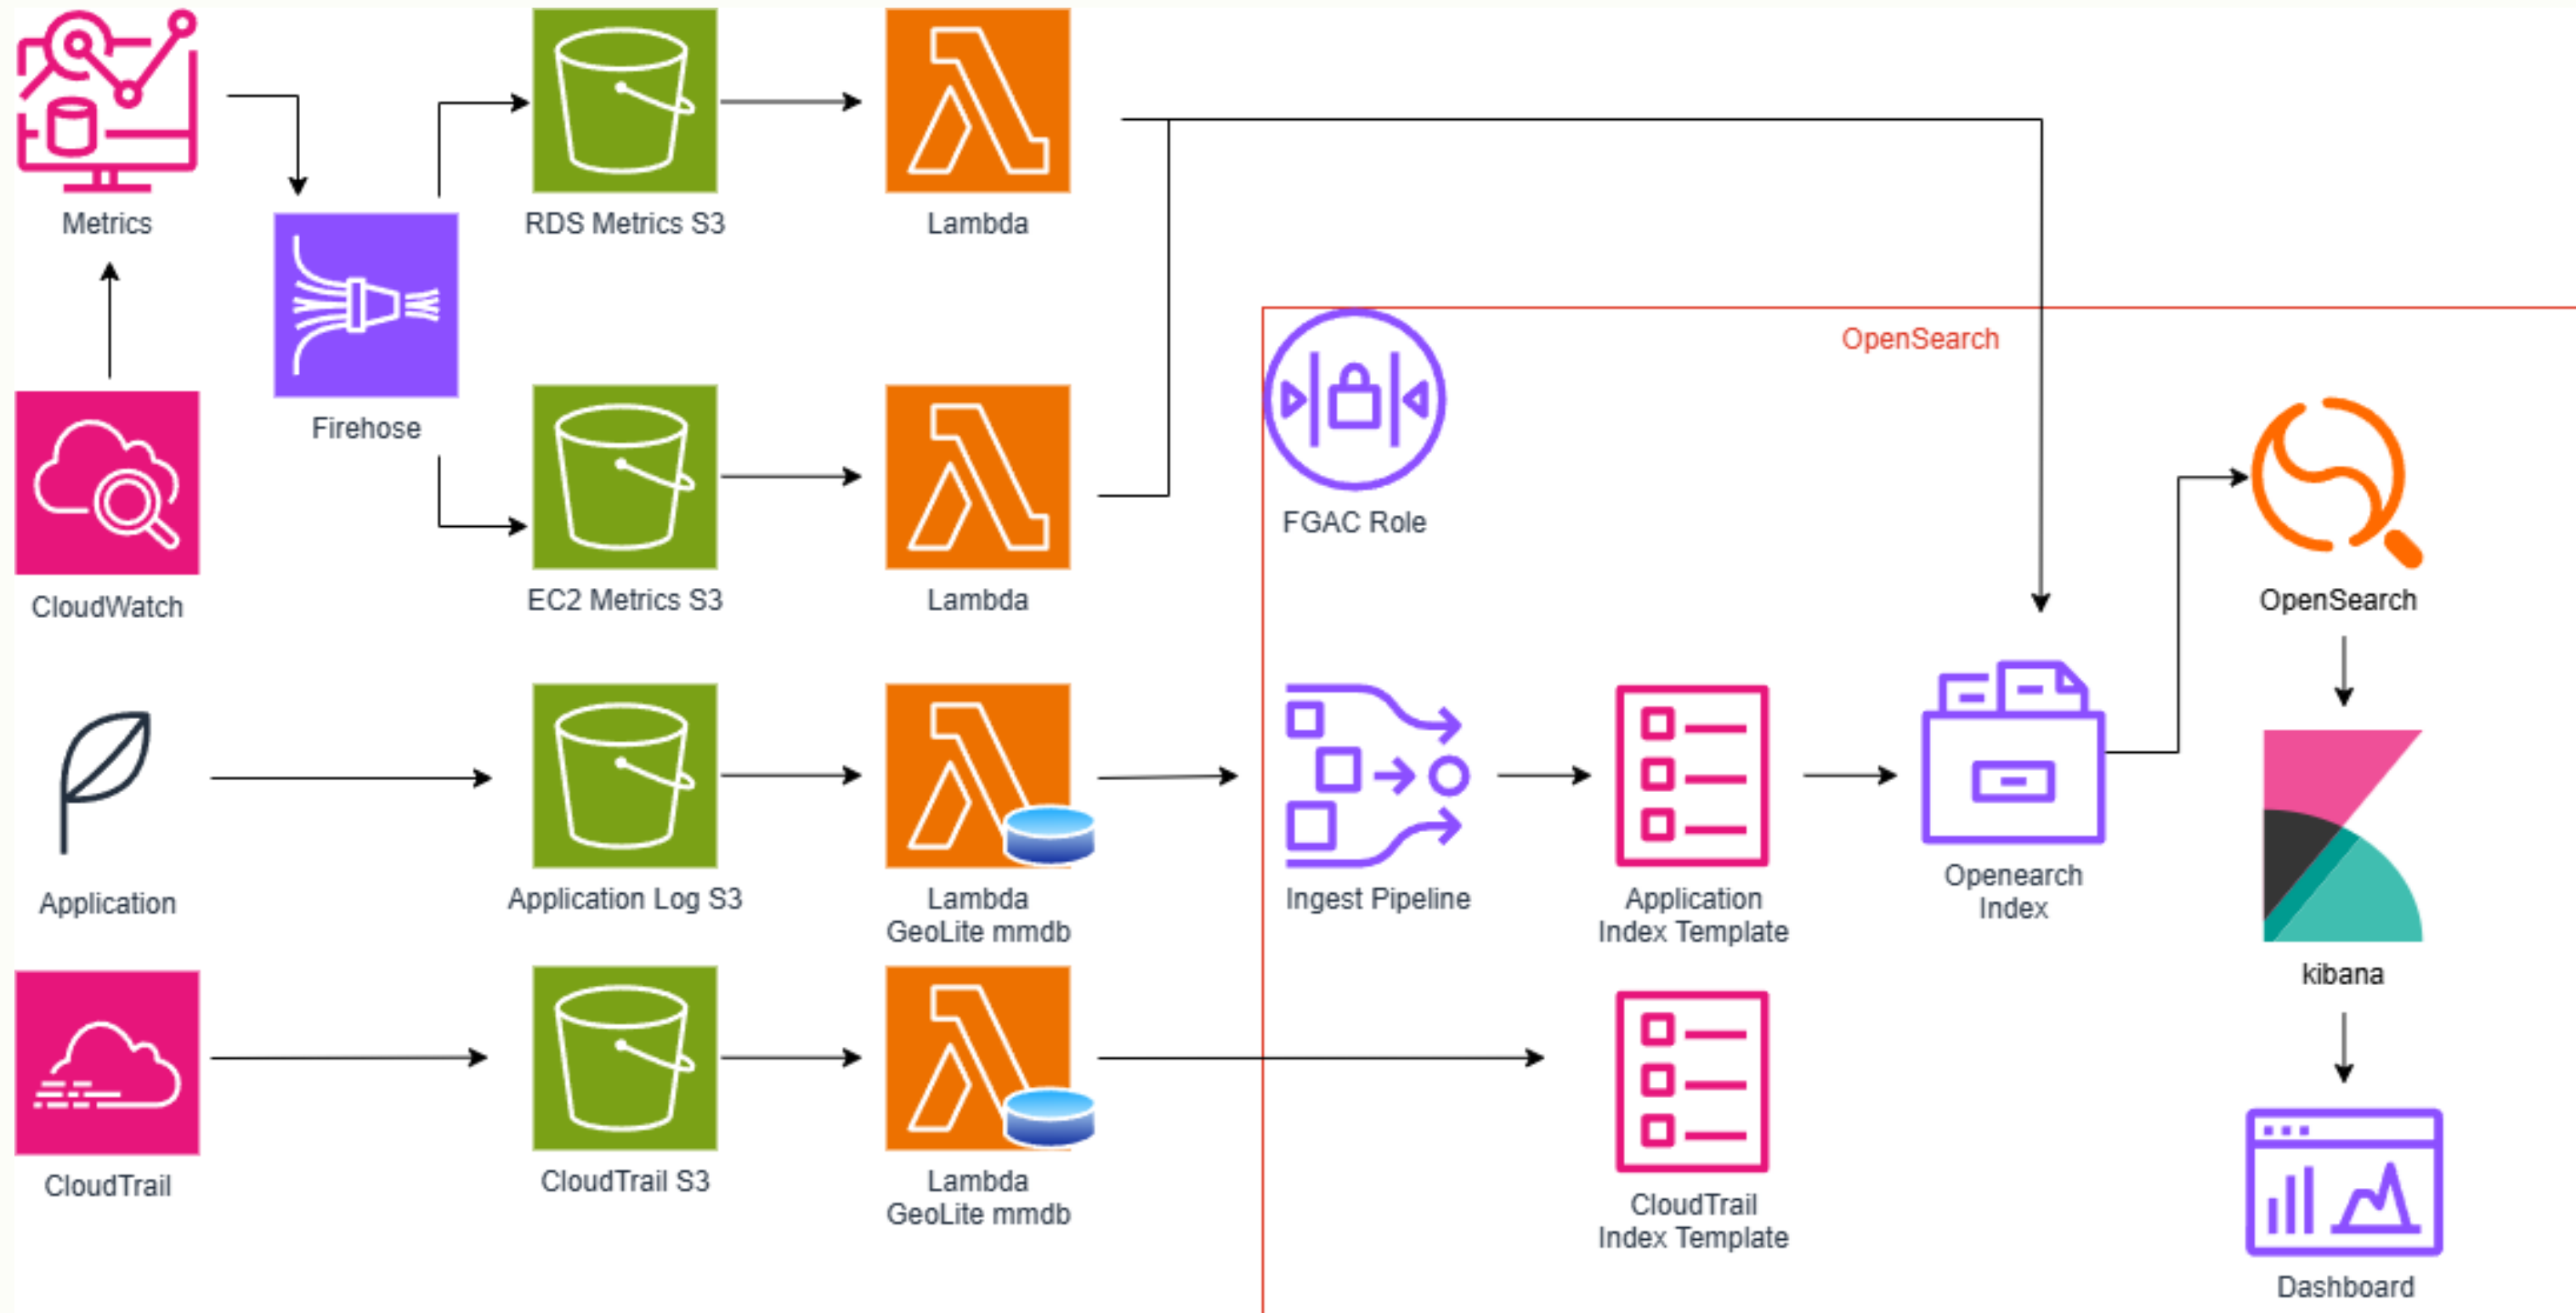 Metrics
RDS Metrics S3
Lambda
Firehose
OpenSearch
CloudWatch
EC2 Metrics S3
Lambda
FGAC Role
OpenSearch
Application
Application Log S3
Lambda
GeoLite mmdb
Ingest Pipeline
Application
Index Template
Openearch
Index
kibana
CloudTrail
CloudTrail S3
Lambda
GeoLite mmdb
CloudTrail
Index Template
Dashboard